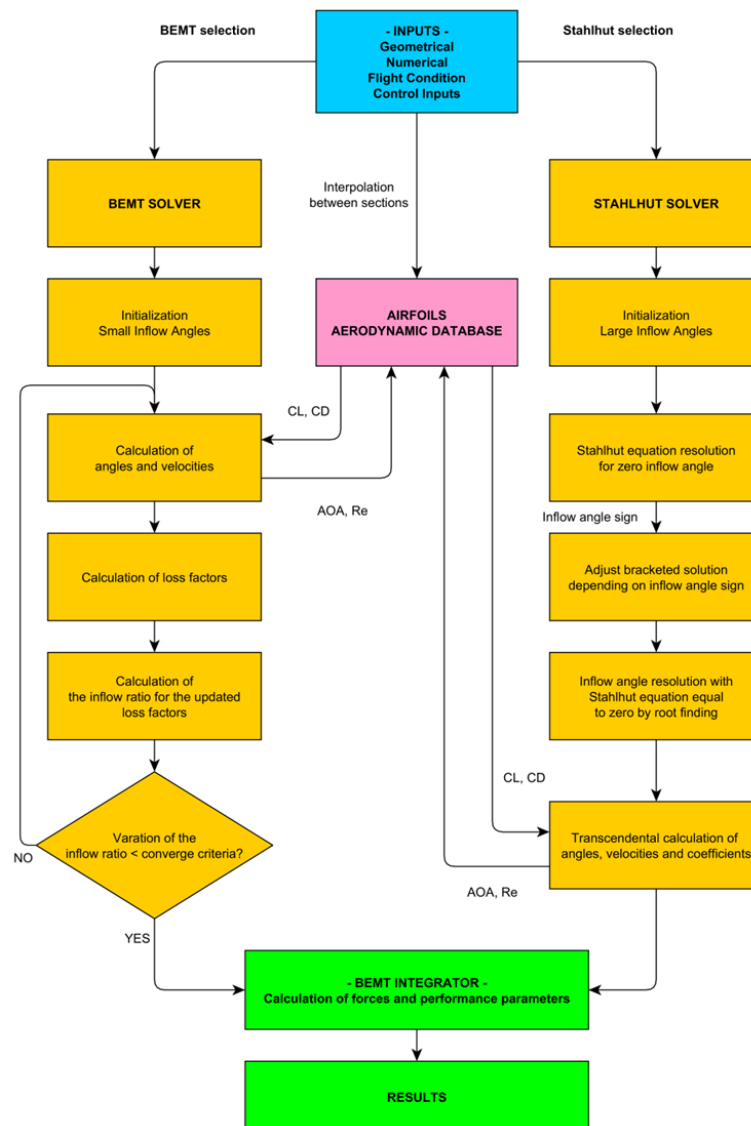 BEMT selection
- INPUTS -
Geometrical
Numerical
Flight Condition
Control Inputs
Stahlhut selection
BEMT SOLVER
Interpolation
between sections
STAHLHUT SOLVER
Initialization
Small Inflow Angles
AIRFOILS
AERODYNAMIC DATABASE
Initialization
Large Inflow Angles
CL, CD
Calculation of
angles and velocities
AOA, Re
Stahlhut equation resolution
for zero inflow angle
Inflow angle sign
Calculation of loss factors
Adjust bracketed solution
depending on inflow angle sign
Calculation of
the inflow ratio for the updated
loss factors
Inflow angle resolution with
Stahlhut equation equal
to zero by root finding
CL, CD
Varation of the
inflow ratio < converge criteria?
NO
Transcendental calculation of
angles, velocities and coefficients
AOA, Re
YES
- BEMT INTEGRATOR -
Calculation of forces and performance parameters
RESULTS